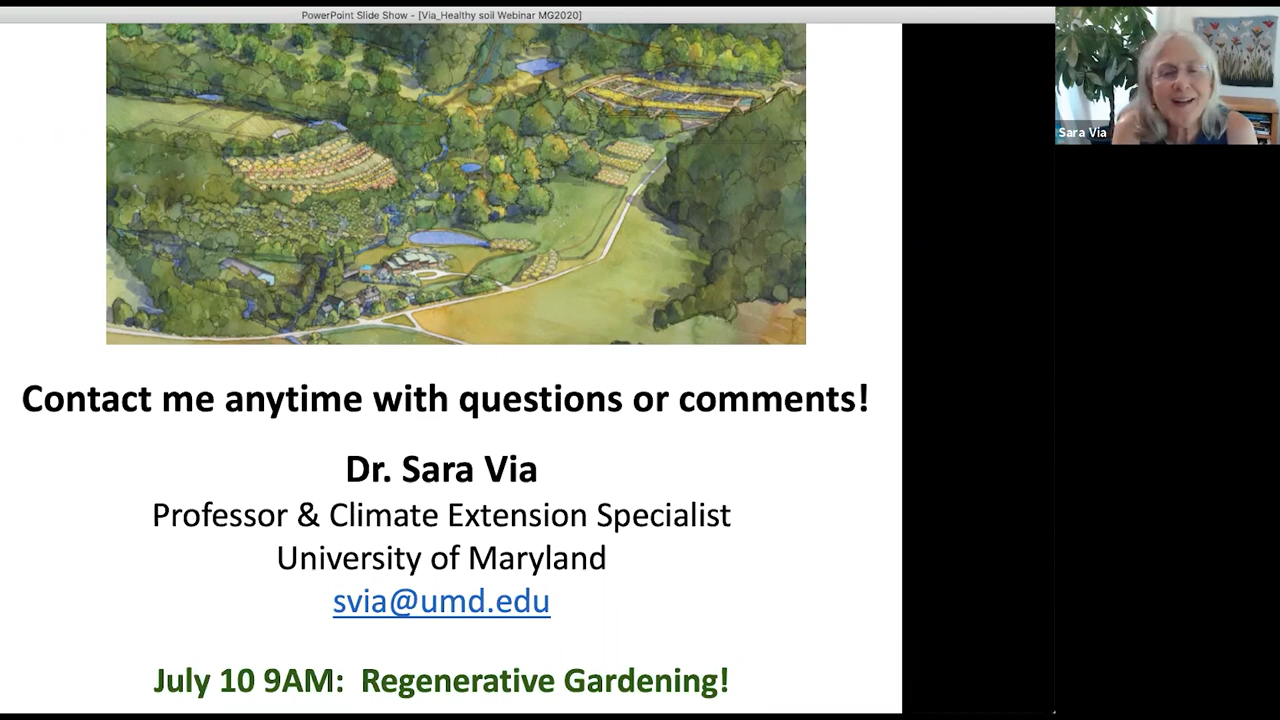 PowerPoint Slide Show - [Via_Healthy soil Webinar MG2020]
Sara Via
Contact me anytime with questions or comments!
Dr. Sara Via
Professor & Climate Extension Specialist
University of Maryland
svia@umd.edu
July 10 9AM:  Regenerative Gardening!